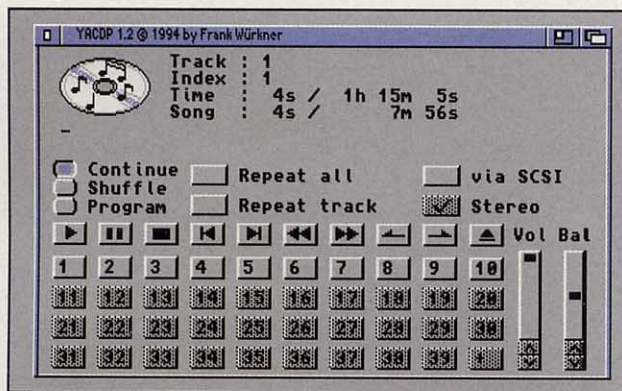 YACDP 1.2 © 1994 by Frank Würkner
Track : 1
Index : 1
Time : 4s / 1h 15m 5s
Song : 4s / 7m 56s
Continue
Repeat all
via SCSI
Shuffle
Program
Repeat track
Stereo
Vol Bal
1 2 3 4 5 6 7 8 9 10
11 12 13 14 15 16 17 18 19 20
21 22 23 24 25 26 27 28 29 30
31 32 33 34 35 36 37 38 39